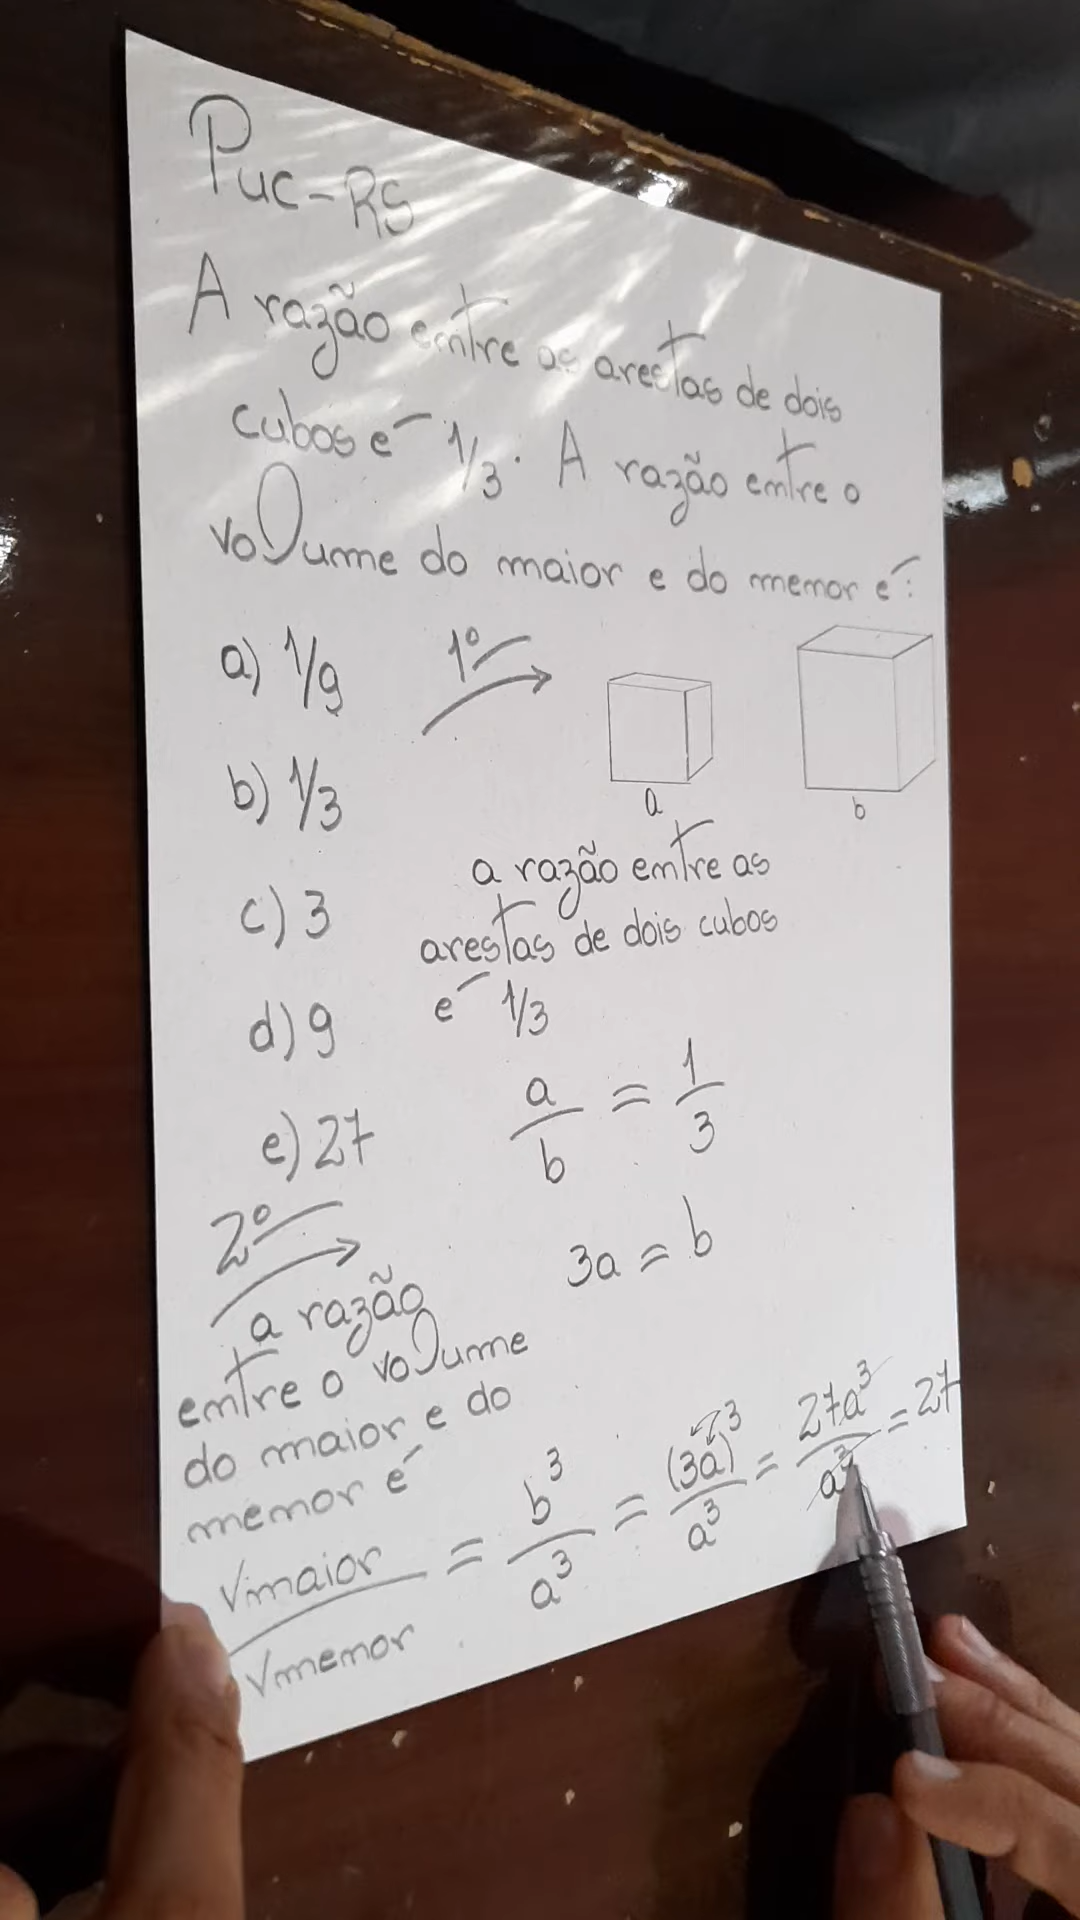 Puc-RS
A razão entre as arestas de dois
cubos é 1/3. A razão entre o
volume do maior e do menor é:
a) 1/9
1º
b) 1/3
a
b
c) 3
a razão entre as
arestas de dois cubos
é 1/3
d) 9
a/b = 1/3
e) 27
3a = b
2º
a razão
entre o volume
do maior e do
menor é
Vmaior/Vmenor = b³/a³ = (3a)³/a³ = 27a³/a³ = 27